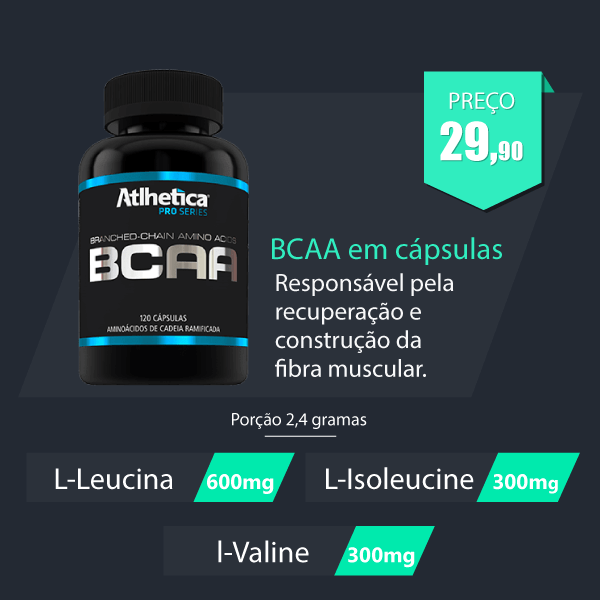 PREÇO
29,90
Atlhetica
PRO SERIES
BRANCHED-CHAIN AMINO ACIDS
BCAA
120 CÁPSULAS
AMINOÁCIDOS DE CADEIA RAMIFICADA
BCAA em cápsulas
Responsável pela
recuperação e
construção da
fibra muscular.
Porção 2,4 gramas
L-Leucina 600mg
L-Isoleucine 300mg
l-Valine 300mg